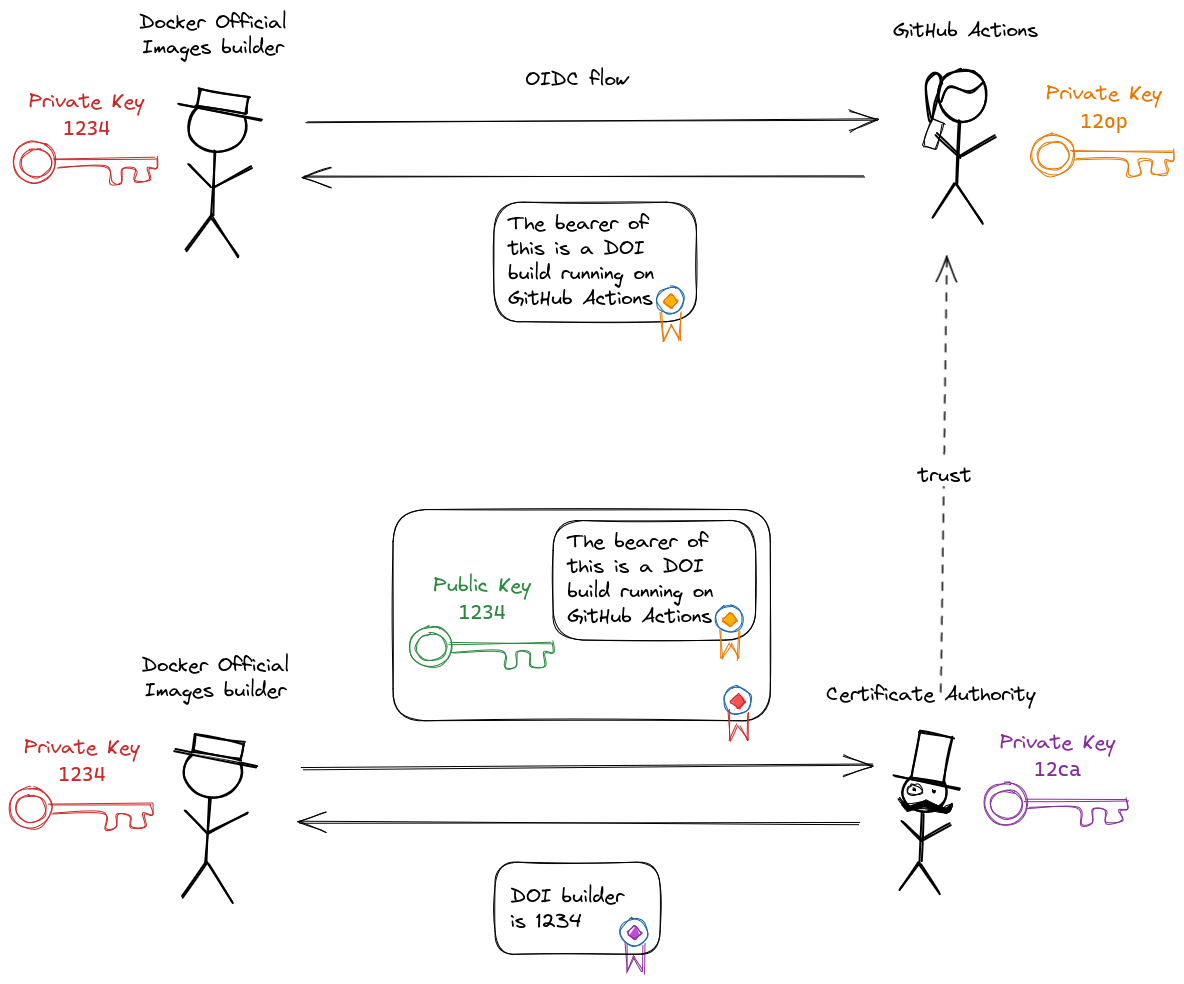 Docker Official
Images builder
GitHub Actions
OIDC flow
Private Key
1234
Private Key
12op
The bearer of
this is a DOI
build running on
GitHub Actions
trust
The bearer of
this is a DOI
build running on
GitHub Actions
Public Key
1234
Docker Official
Images builder
Certificate Authority
Private Key
1234
Private Key
12ca
DOI builder
is 1234